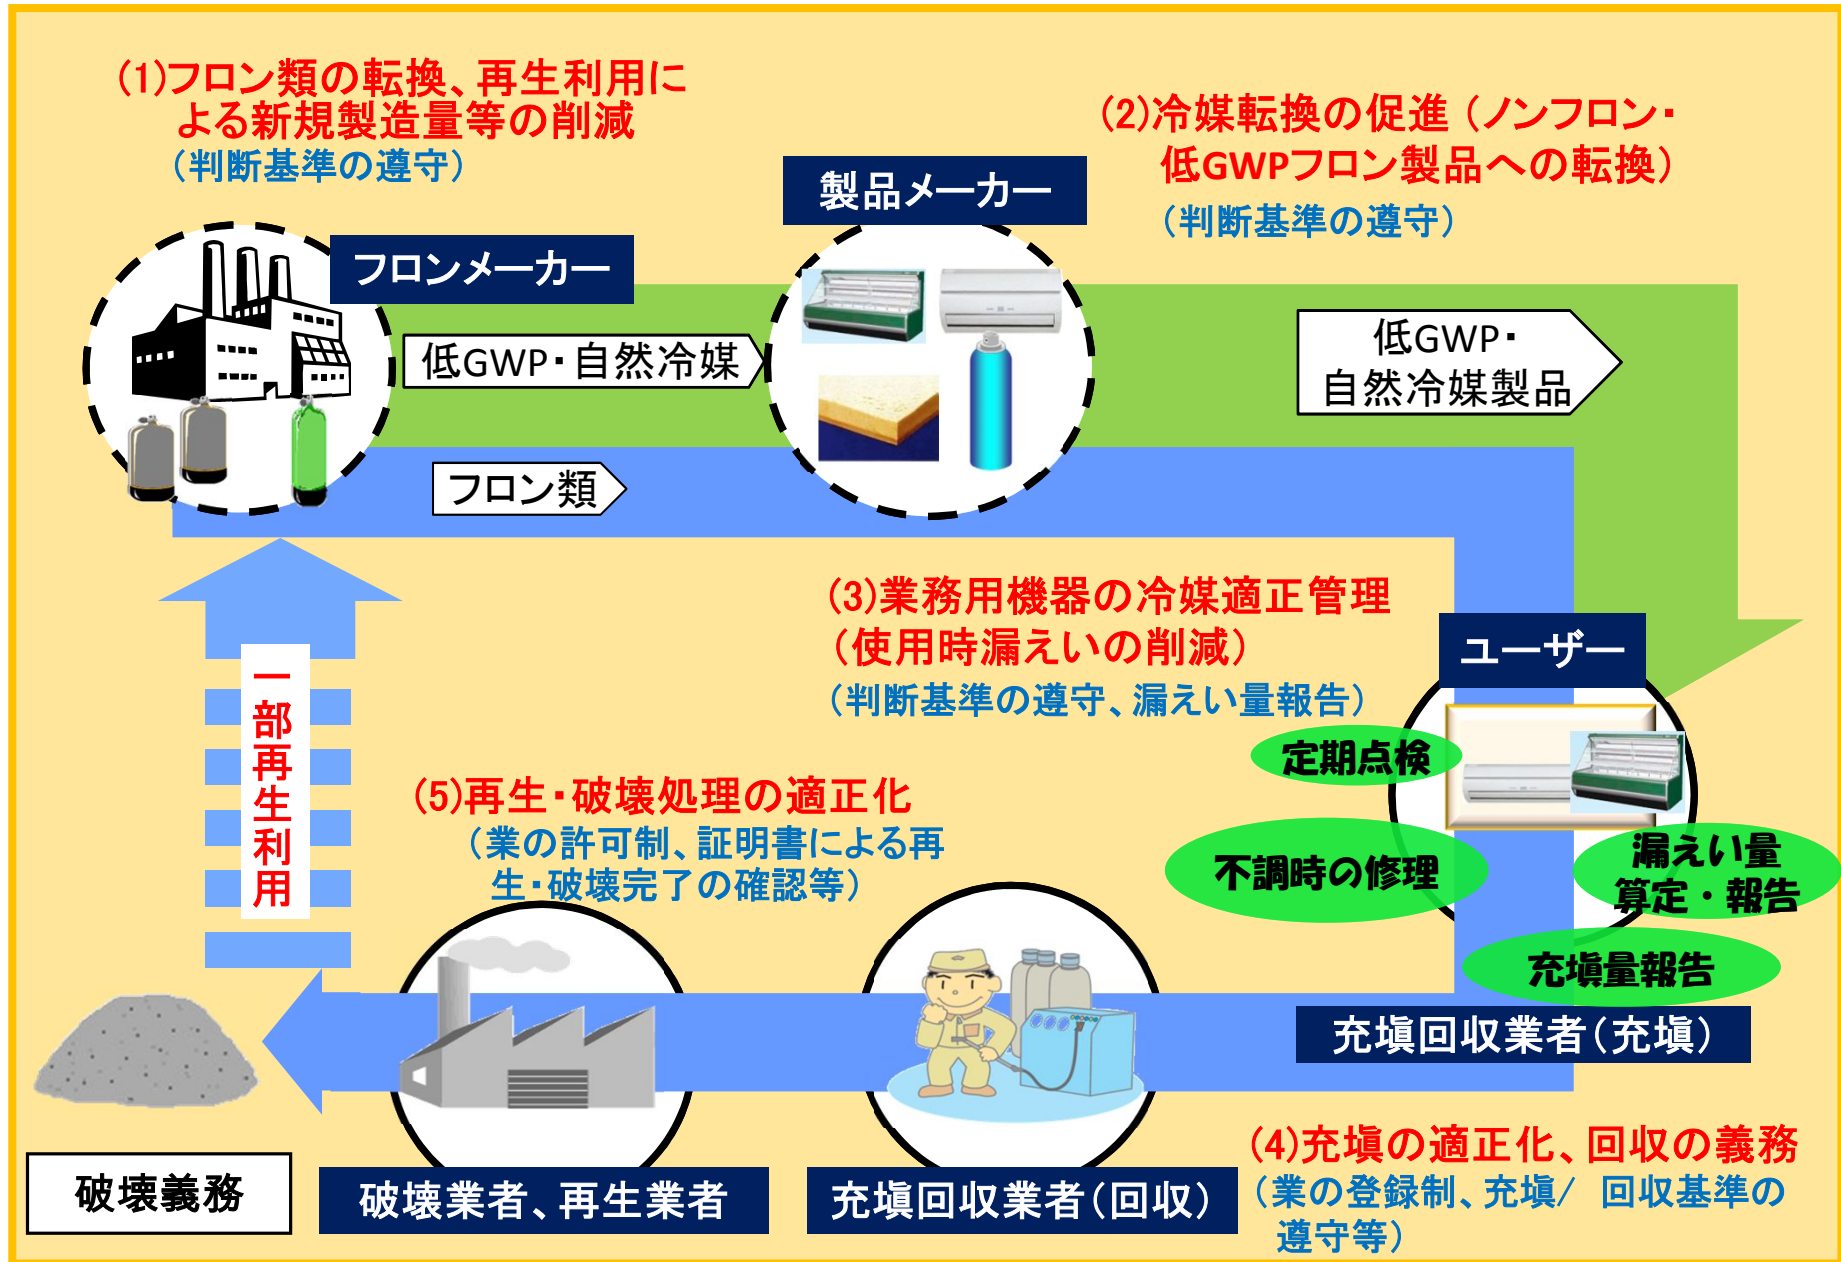 (1)フロン類の転換、再生利用に
よる新規製造量等の削減
（判断基準の遵守）
(2)冷媒転換の促進（ノンフロン・
低GWPフロン製品への転換）
（判断基準の遵守）
製品メーカー
フロンメーカー
低GWP・自然冷媒
低GWP・
自然冷媒製品
フロン類
(3)業務用機器の冷媒適正管理
（使用時漏えいの削減）
（判断基準の遵守、漏えい量報告）
ユーザー
定期点検
不調時の修理
漏えい量
算定・報告
充塡量報告
一部再生利用
(5)再生・破壊処理の適正化
（業の許可制、証明書による再
生・破壊完了の確認等）
充塡回収業者（充塡）
(4)充塡の適正化、回収の義務
（業の登録制、充塡/ 回収基準の
遵守等）
破壊義務
破壊業者、再生業者
充塡回収業者（回収）